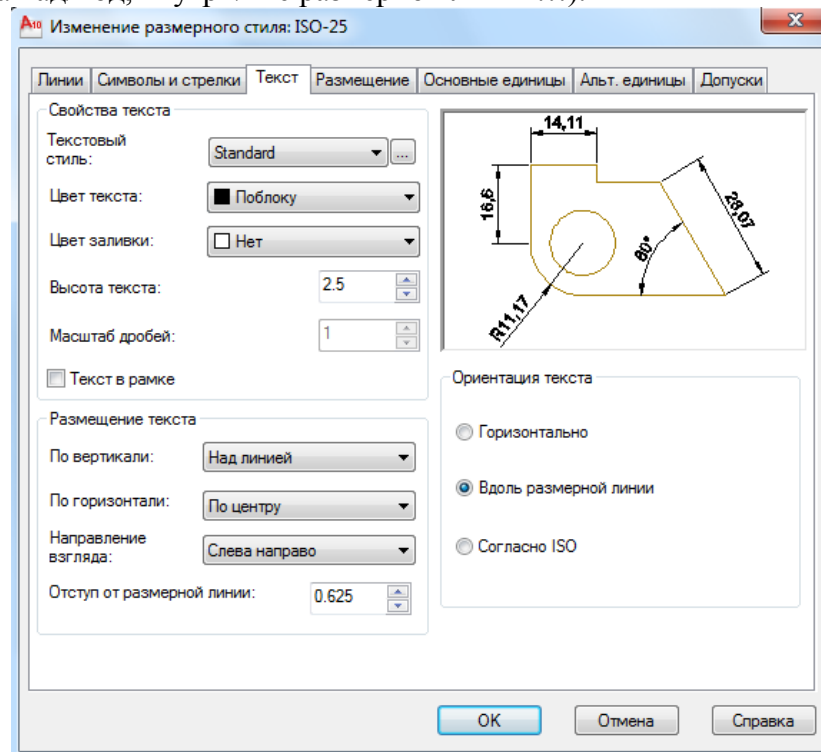 Изменение размерного стиля: ISO-25
Линии Символы и стрелки Текст Размещение Основные единицы Альт. единицы Допуски
Свойства текста
Текстовый стиль: Standard ...
Цвет текста: Поблоку
Цвет заливки: Нет
Высота текста: 2.5
Масштаб дробей: 1
Текст в рамке
Размещение текста
По вертикали: Над линией
По горизонтали: По центру
Направление взгляда: Слева направо
Отступ от размерной линии: 0.625
14,11
16,6
28,07
60°
R11,17
Ориентация текста
Горизонтально
Вдоль размерной линии
Согласно ISO
OK Отмена Справка